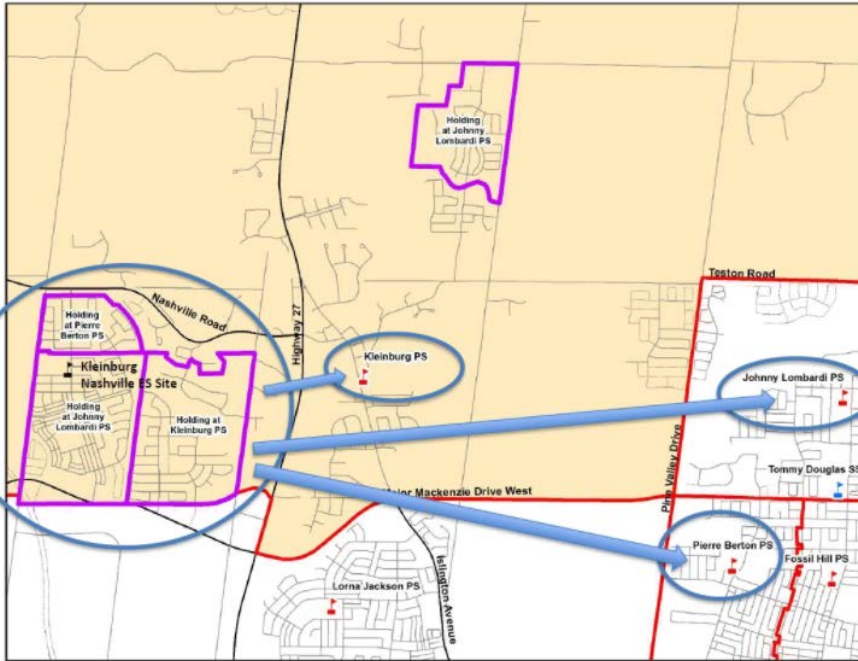 Holding
at Johnny
Lombardi PS
Teston Road
Nashville Road
Holding
at Pierre
Berton PS
Highway 27
Kleinburg PS
Kleinburg
Nashville ES Site
Johnny Lombardi PS
Holding
at Johnny
Lombardi PS
Holding at
Kleinburg PS
Pine Valley Drive
Tommy Douglas SS
Mackenzie Drive West
Pierre Berton PS
Fossil Hill PS
Islington Avenue
Lorna Jackson PS